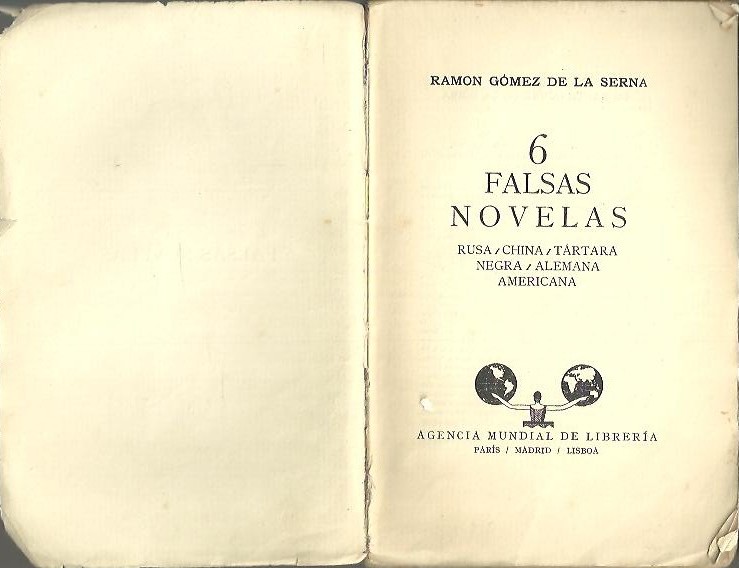 RAMON GÓMEZ DE LA SERNA
6
FALSAS
NOVELAS
RUSA / CHINA / TÁRTARA
NEGRA / ALEMANA
AMERICANA
AGENCIA MUNDIAL DE LIBRERÍA
PARÍS / MADRID / LISBOA